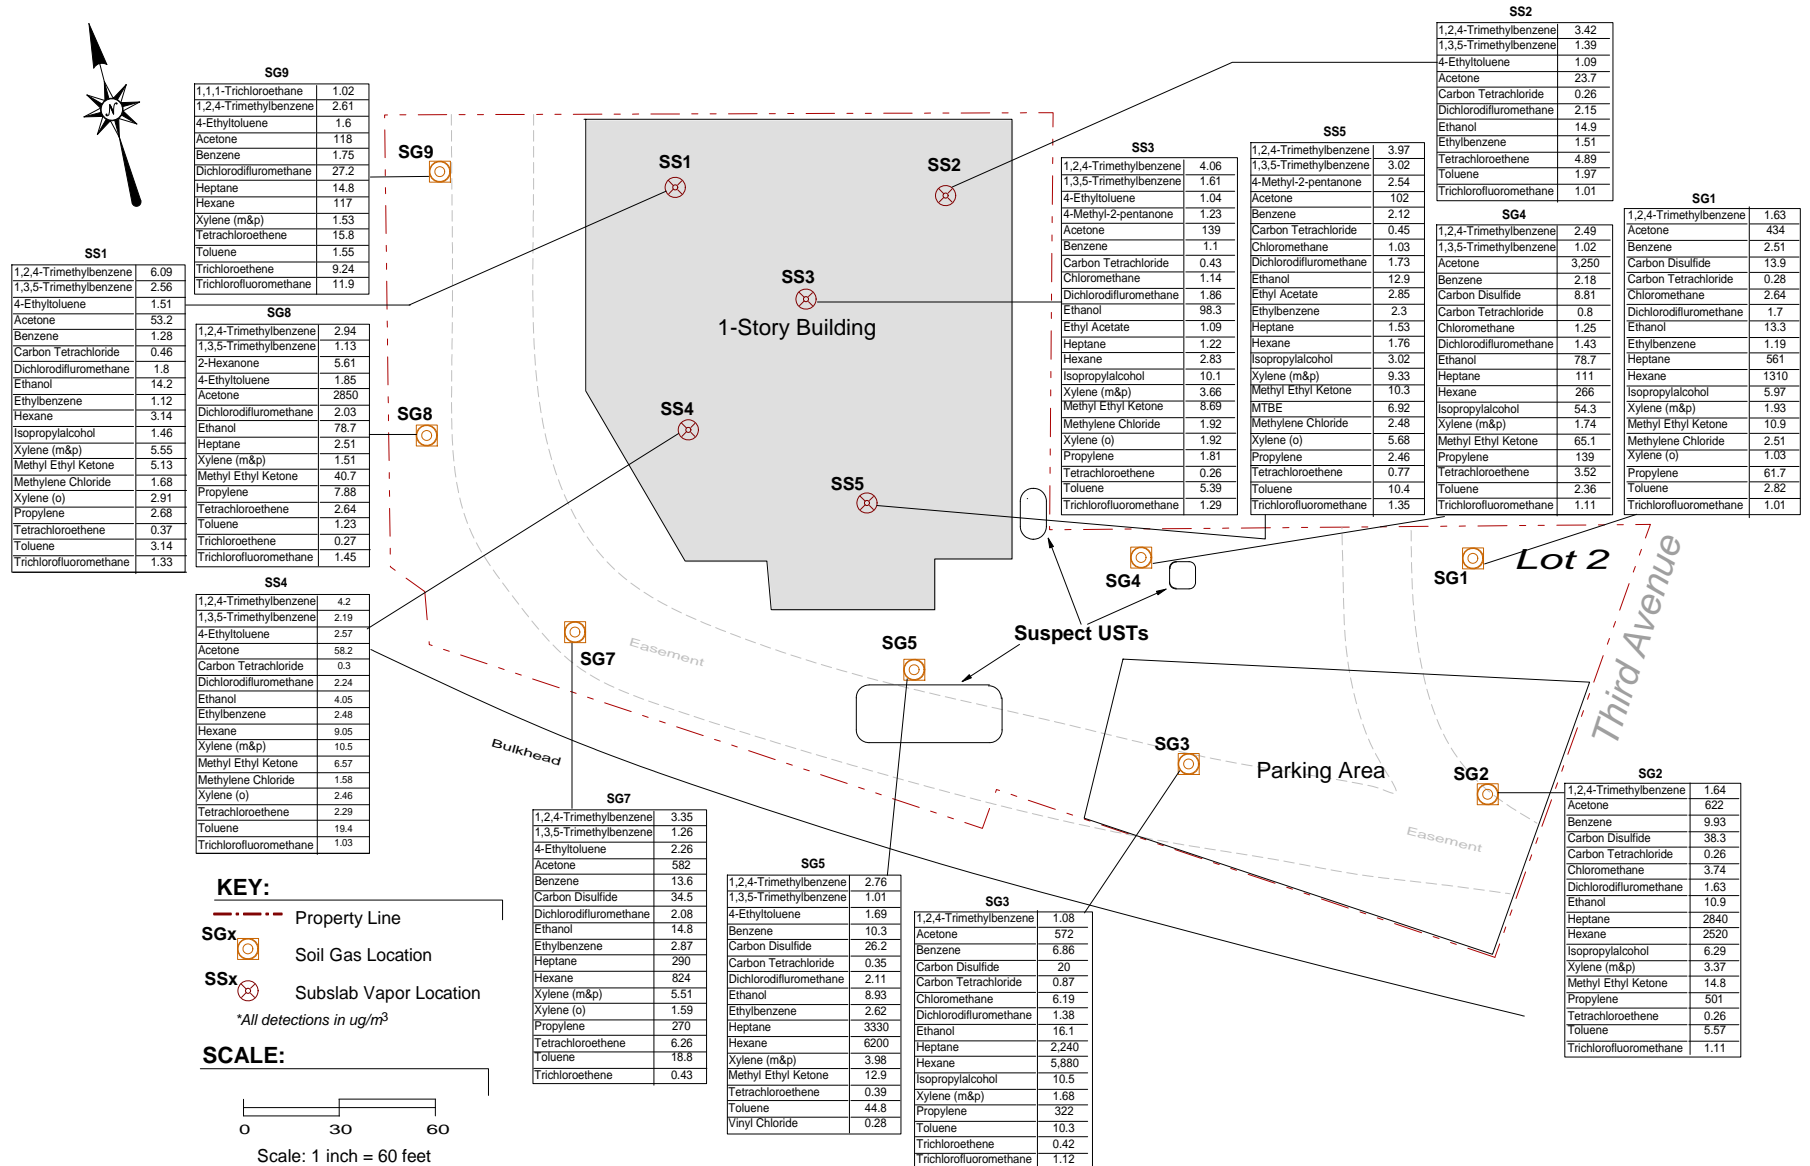 SS2
1,2,4-Trimethylbenzene 3.42
1,3,5-Trimethylbenzene 1.39
4-Ethyltoluene 1.09
Acetone 23.7
Carbon Tetrachloride 0.26
Dichlorodifluromethane 2.15
Ethanol 14.9
Ethylbenzene 1.51
Tetrachloroethene 4.89
Toluene 1.97
Trichlorofluoromethane 1.01
N
SG9
1,1,1-Trichloroethane 1.02
1,2,4-Trimethylbenzene 2.61
4-Ethyltoluene 1.6
Acetone 118
Benzene 1.75
Dichlorodifluromethane 27.2
Heptane 14.8
Hexane 117
Xylene (m&p) 1.53
Tetrachloroethene 15.8
Toluene 1.55
Trichloroethene 9.24
Trichlorofluoromethane 11.9
SS3
1,2,4-Trimethylbenzene 4.06
1,3,5-Trimethylbenzene 1.61
4-Ethyltoluene 1.04
4-Methyl-2-pentanone 1.23
Acetone 139
Benzene 1.1
Carbon Tetrachloride 0.43
Chloromethane 1.14
Dichlorodifluromethane 1.86
Ethanol 98.3
Ethyl Acetate 1.09
Heptane 1.22
Hexane 2.83
Isopropylalcohol 10.1
Xylene (m&p) 3.66
Methyl Ethyl Ketone 8.69
Methylene Chloride 1.92
Xylene (o) 1.92
Propylene 1.81
Tetrachloroethene 0.26
Toluene 5.39
Trichlorofluoromethane 1.29
SS5
1,2,4-Trimethylbenzene 3.97
1,3,5-Trimethylbenzene 3.02
4-Methyl-2-pentanone 2.54
Acetone 102
Benzene 2.12
Carbon Tetrachloride 0.45
Chloromethane 1.03
Dichlorodifluromethane 1.73
Ethanol 12.9
Ethyl Acetate 2.85
Ethylbenzene 2.3
Heptane 1.53
Hexane 1.76
Isopropylalcohol 3.02
Xylene (m&p) 9.33
Methyl Ethyl Ketone 10.3
MTBE 6.92
Methylene Chloride 2.48
Xylene (o) 5.68
Propylene 2.46
Tetrachloroethene 0.77
Toluene 10.4
Trichlorofluoromethane 1.35
SG4
1,2,4-Trimethylbenzene 2.49
1,3,5-Trimethylbenzene 1.02
Acetone 3,250
Benzene 2.18
Carbon Disulfide 8.81
Carbon Tetrachloride 0.8
Chloromethane 1.25
Dichlorodifluromethane 1.43
Ethanol 78.7
Heptane 111
Hexane 266
Isopropylalcohol 54.3
Xylene (m&p) 1.74
Methyl Ethyl Ketone 65.1
Propylene 139
Tetrachloroethene 3.52
Toluene 2.36
Trichlorofluoromethane 1.11
SG1
1,2,4-Trimethylbenzene 1.63
Acetone 434
Benzene 2.51
Carbon Disulfide 13.9
Carbon Tetrachloride 0.28
Chloromethane 2.64
Dichlorodifluromethane 1.7
Ethanol 13.3
Ethylbenzene 1.19
Heptane 561
Hexane 1310
Isopropylalcohol 5.97
Xylene (m&p) 1.93
Methyl Ethyl Ketone 10.9
Methylene Chloride 2.51
Xylene (o) 1.03
Propylene 61.7
Toluene 2.82
Trichlorofluoromethane 1.01
SS1
1,2,4-Trimethylbenzene 6.09
1,3,5-Trimethylbenzene 2.56
4-Ethyltoluene 1.51
Acetone 53.2
Benzene 1.28
Carbon Tetrachloride 0.46
Dichlorodifluromethane 1.8
Ethanol 14.2
Ethylbenzene 1.12
Hexane 3.14
Isopropylalcohol 1.46
Xylene (m&p) 5.55
Methyl Ethyl Ketone 5.13
Methylene Chloride 1.68
Xylene (o) 2.91
Propylene 2.68
Tetrachloroethene 0.37
Toluene 3.14
Trichlorofluoromethane 1.33
SG8
1,2,4-Trimethylbenzene 2.94
1,3,5-Trimethylbenzene 1.13
2-Hexanone 5.61
4-Ethyltoluene 1.85
Acetone 2850
Dichlorodifluromethane 2.03
Ethanol 78.7
Heptane 2.51
Xylene (m&p) 1.51
Methyl Ethyl Ketone 40.7
Propylene 7.88
Tetrachloroethene 2.64
Toluene 1.23
Trichloroethene 0.27
Trichlorofluoromethane 1.45
SG9
SS1
SS2
SS3
1-Story Building
SG8
SS4
SS5
SG4
SG1
Lot 2
Third Avenue
Suspect USTs
SG7
Easement
SG5
SG3
Parking Area
SG2
Easement
Bulkhead
SS4
1,2,4-Trimethylbenzene 4.2
1,3,5-Trimethylbenzene 2.19
4-Ethyltoluene 2.57
Acetone 58.2
Carbon Tetrachloride 0.3
Dichlorodifluromethane 2.24
Ethanol 4.05
Ethylbenzene 2.48
Hexane 9.05
Xylene (m&p) 10.5
Methyl Ethyl Ketone 6.57
Methylene Chloride 1.58
Xylene (o) 2.46
Tetrachloroethene 2.29
Toluene 19.4
Trichlorofluoromethane 1.03
SG7
1,2,4-Trimethylbenzene 3.35
1,3,5-Trimethylbenzene 1.26
4-Ethyltoluene 2.26
Acetone 582
Benzene 13.6
Carbon Disulfide 34.5
Dichlorodifluromethane 2.08
Ethanol 14.8
Ethylbenzene 2.87
Heptane 290
Hexane 824
Xylene (m&p) 5.51
Xylene (o) 1.59
Propylene 270
Tetrachloroethene 6.26
Toluene 18.8
Trichloroethene 0.43
SG5
1,2,4-Trimethylbenzene 2.76
1,3,5-Trimethylbenzene 1.01
4-Ethyltoluene 1.69
Benzene 10.3
Carbon Disulfide 26.2
Carbon Tetrachloride 0.35
Dichlorodifluromethane 2.11
Ethanol 8.93
Ethylbenzene 2.62
Heptane 3330
Hexane 6200
Xylene (m&p) 3.98
Methyl Ethyl Ketone 12.9
Tetrachloroethene 0.39
Toluene 44.8
Vinyl Chloride 0.28
SG3
1,2,4-Trimethylbenzene 1.08
Acetone 572
Benzene 6.86
Carbon Disulfide 20
Carbon Tetrachloride 0.87
Chloromethane 6.19
Dichlorodifluromethane 1.38
Ethanol 16.1
Heptane 2,240
Hexane 5,880
Isopropylalcohol 10.5
Xylene (m&p) 1.68
Propylene 322
Toluene 10.3
Trichloroethene 0.42
Trichlorofluoromethane 1.12
SG2
1,2,4-Trimethylbenzene 1.64
Acetone 622
Benzene 9.93
Carbon Disulfide 38.3
Carbon Tetrachloride 0.26
Chloromethane 3.74
Dichlorodifluromethane 1.63
Ethanol 10.9
Heptane 2840
Hexane 2520
Isopropylalcohol 6.29
Xylene (m&p) 3.37
Methyl Ethyl Ketone 14.8
Propylene 501
Tetrachloroethene 0.26
Toluene 5.57
Trichlorofluoromethane 1.11
KEY:
Property Line
SGx
Soil Gas Location
SSx
Subslab Vapor Location
*All detections in ug/m3
SCALE:
0 30 60
Scale: 1 inch = 60 feet